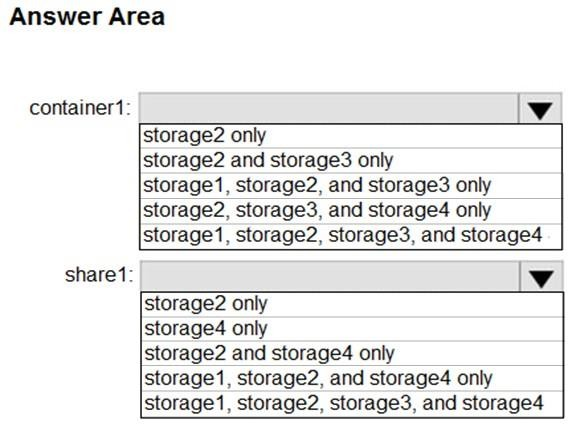 Answer Area
container1:
storage2 only
storage2 and storage3 only
storage1, storage2, and storage3 only
storage2, storage3, and storage4 only
storage1, storage2, storage3, and storage4
share1:
storage2 only
storage4 only
storage2 and storage4 only
storage1, storage2, and storage4 only
storage1, storage2, storage3, and storage4